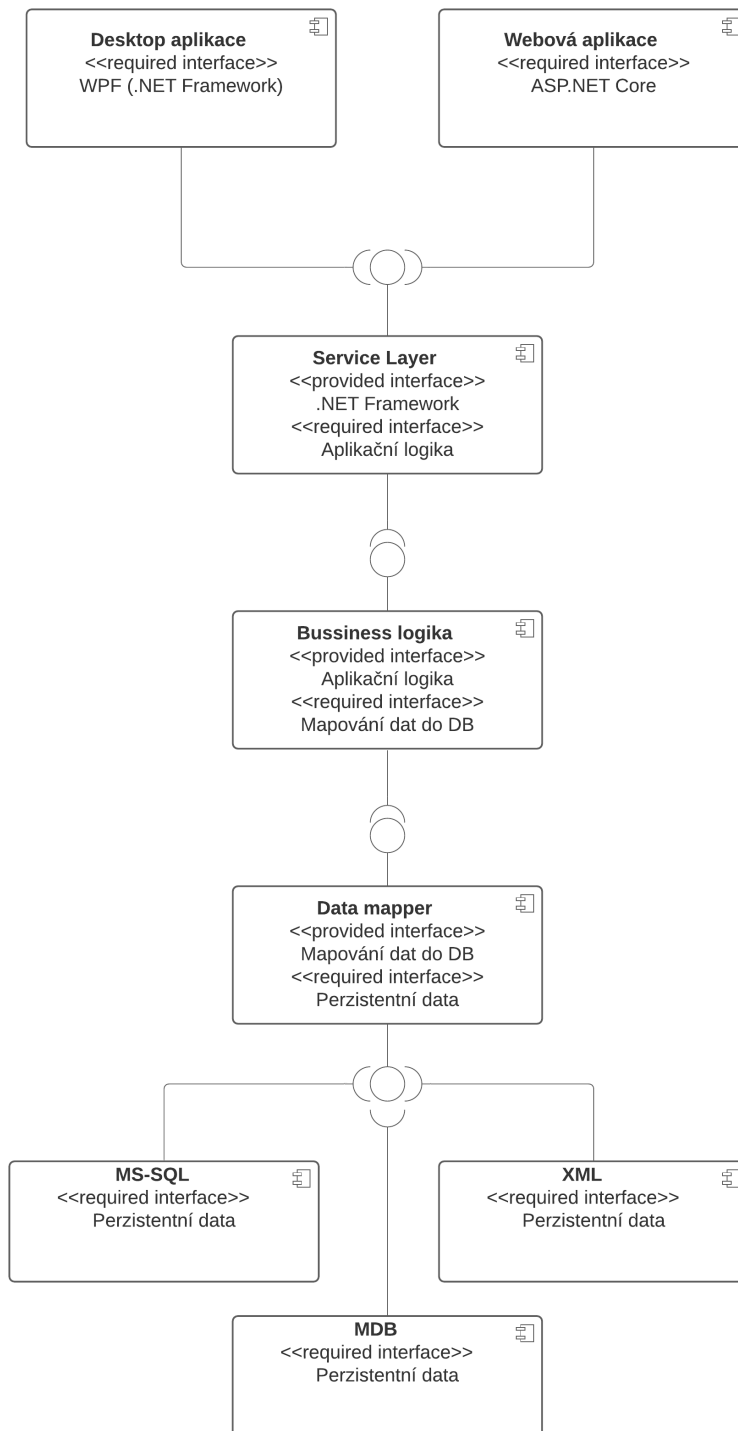 Desktop aplikace
<<required interface>>
WPF (.NET Framework)
Webová aplikace
<<required interface>>
ASP.NET Core
Service Layer
<<provided interface>>
.NET Framework
<<required interface>>
Aplikační logika
Bussiness logika
<<provided interface>>
Aplikační logika
<<required interface>>
Mapování dat do DB
Data mapper
<<provided interface>>
Mapování dat do DB
<<required interface>>
Perzistentní data
MS-SQL
<<required interface>>
Perzistentní data
XML
<<required interface>>
Perzistentní data
MDB
<<required interface>>
Perzistentní data